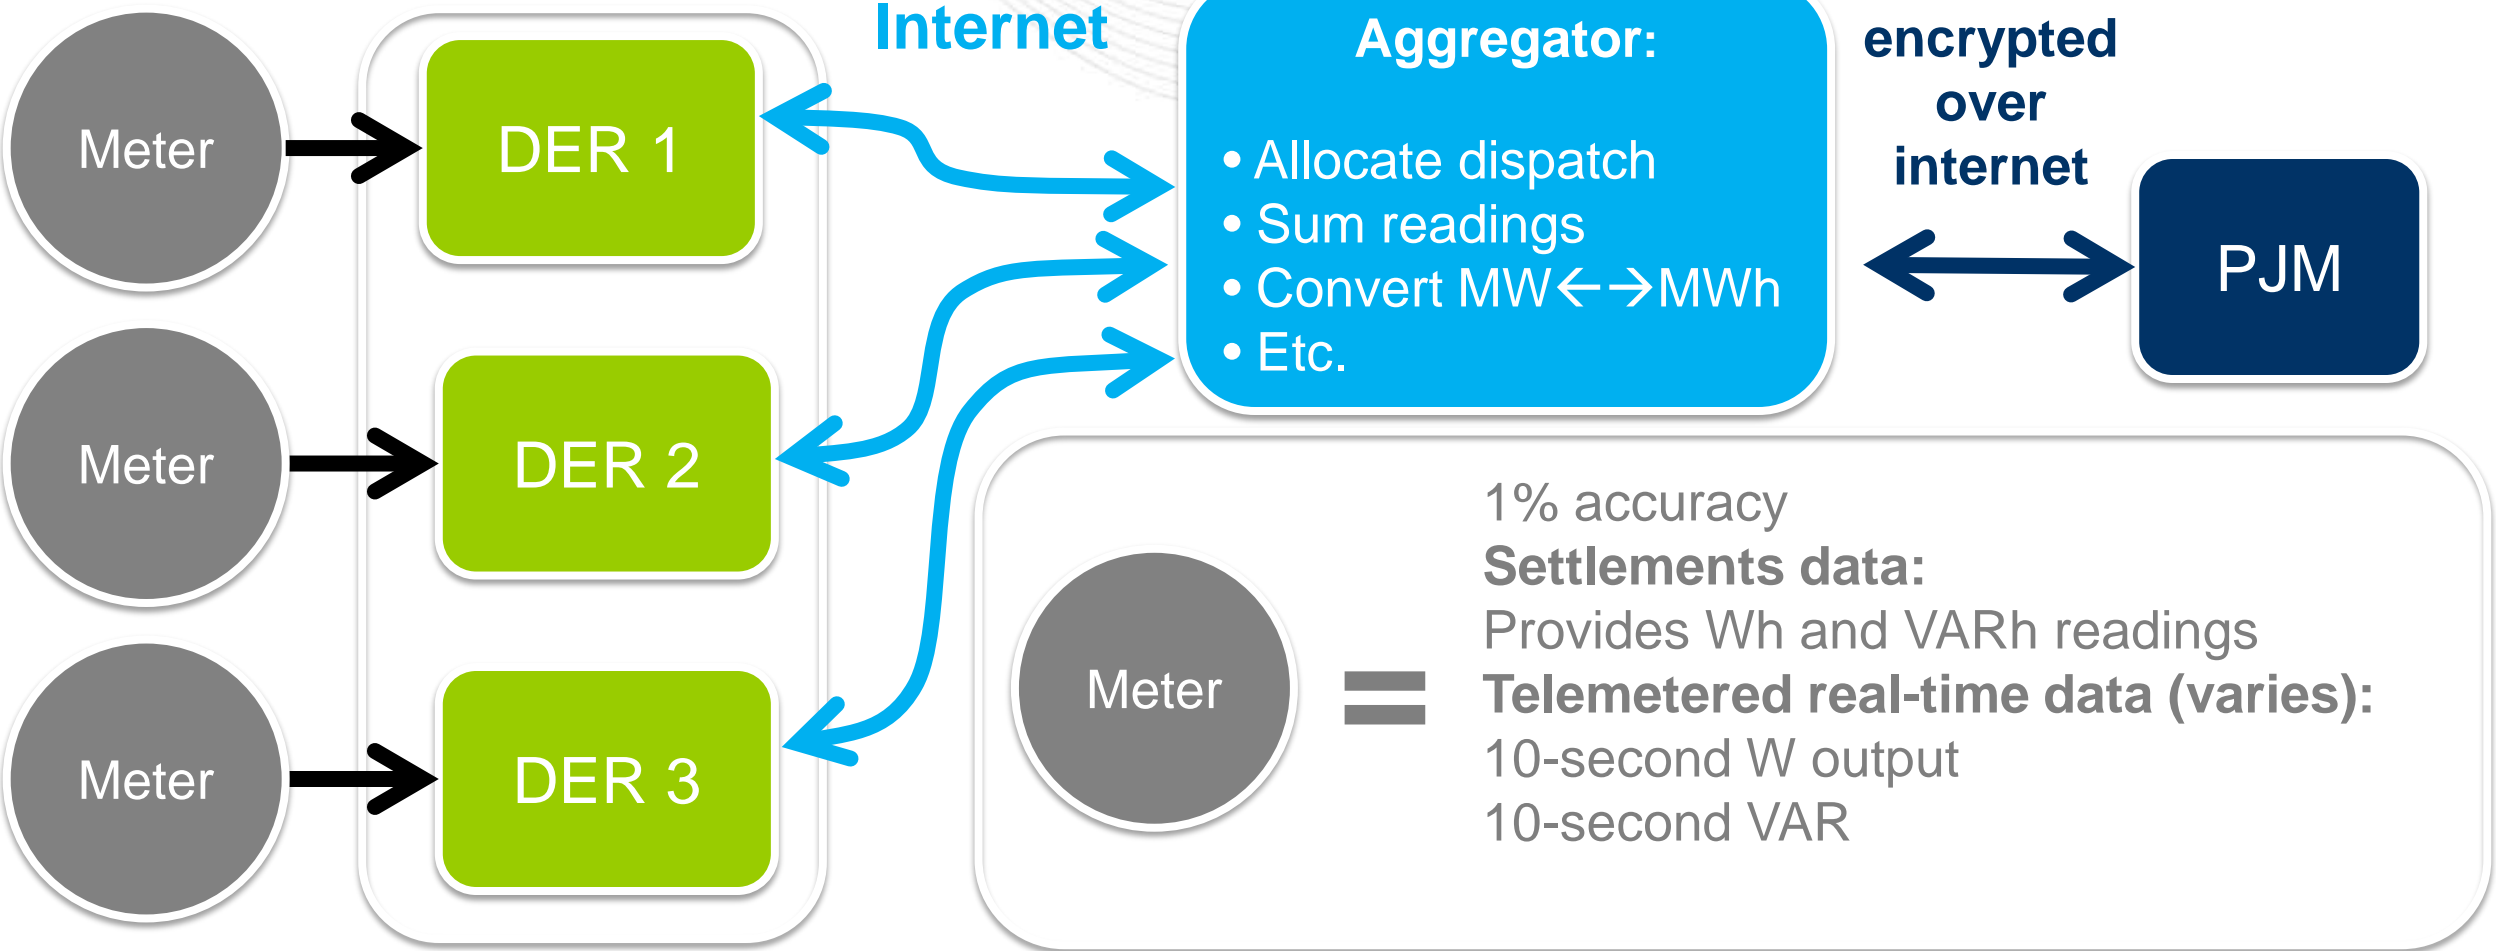 Internet
Aggregator:
• Allocate dispatch
• Sum readings
• Convert MW←→MWh
• Etc.
encrypted
over
internet
PJM
Meter
DER 1
Meter
DER 2
Meter
DER 3
Meter
=
1% accuracy
Settlements data:
Provides Wh and VARh readings
Telemetered real-time data (varies):
10-second W output
10-second VAR